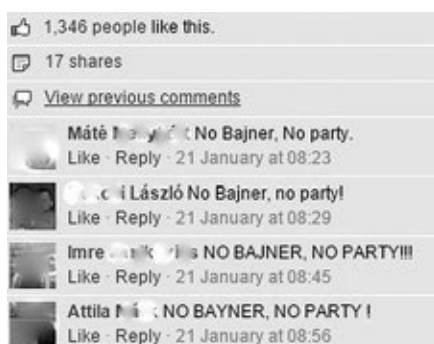 1,346 people like this.
17 shares
View previous comments
Máté No Bajner, No party.
Like · Reply · 21 January at 08:23
László No Bajner, no party!
Like · Reply · 21 January at 08:29
Imre NO BAJNER, NO PARTY!!!
Like · Reply · 21 January at 08:45
Attila NO BAYNER, NO PARTY !
Like · Reply · 21 January at 08:56